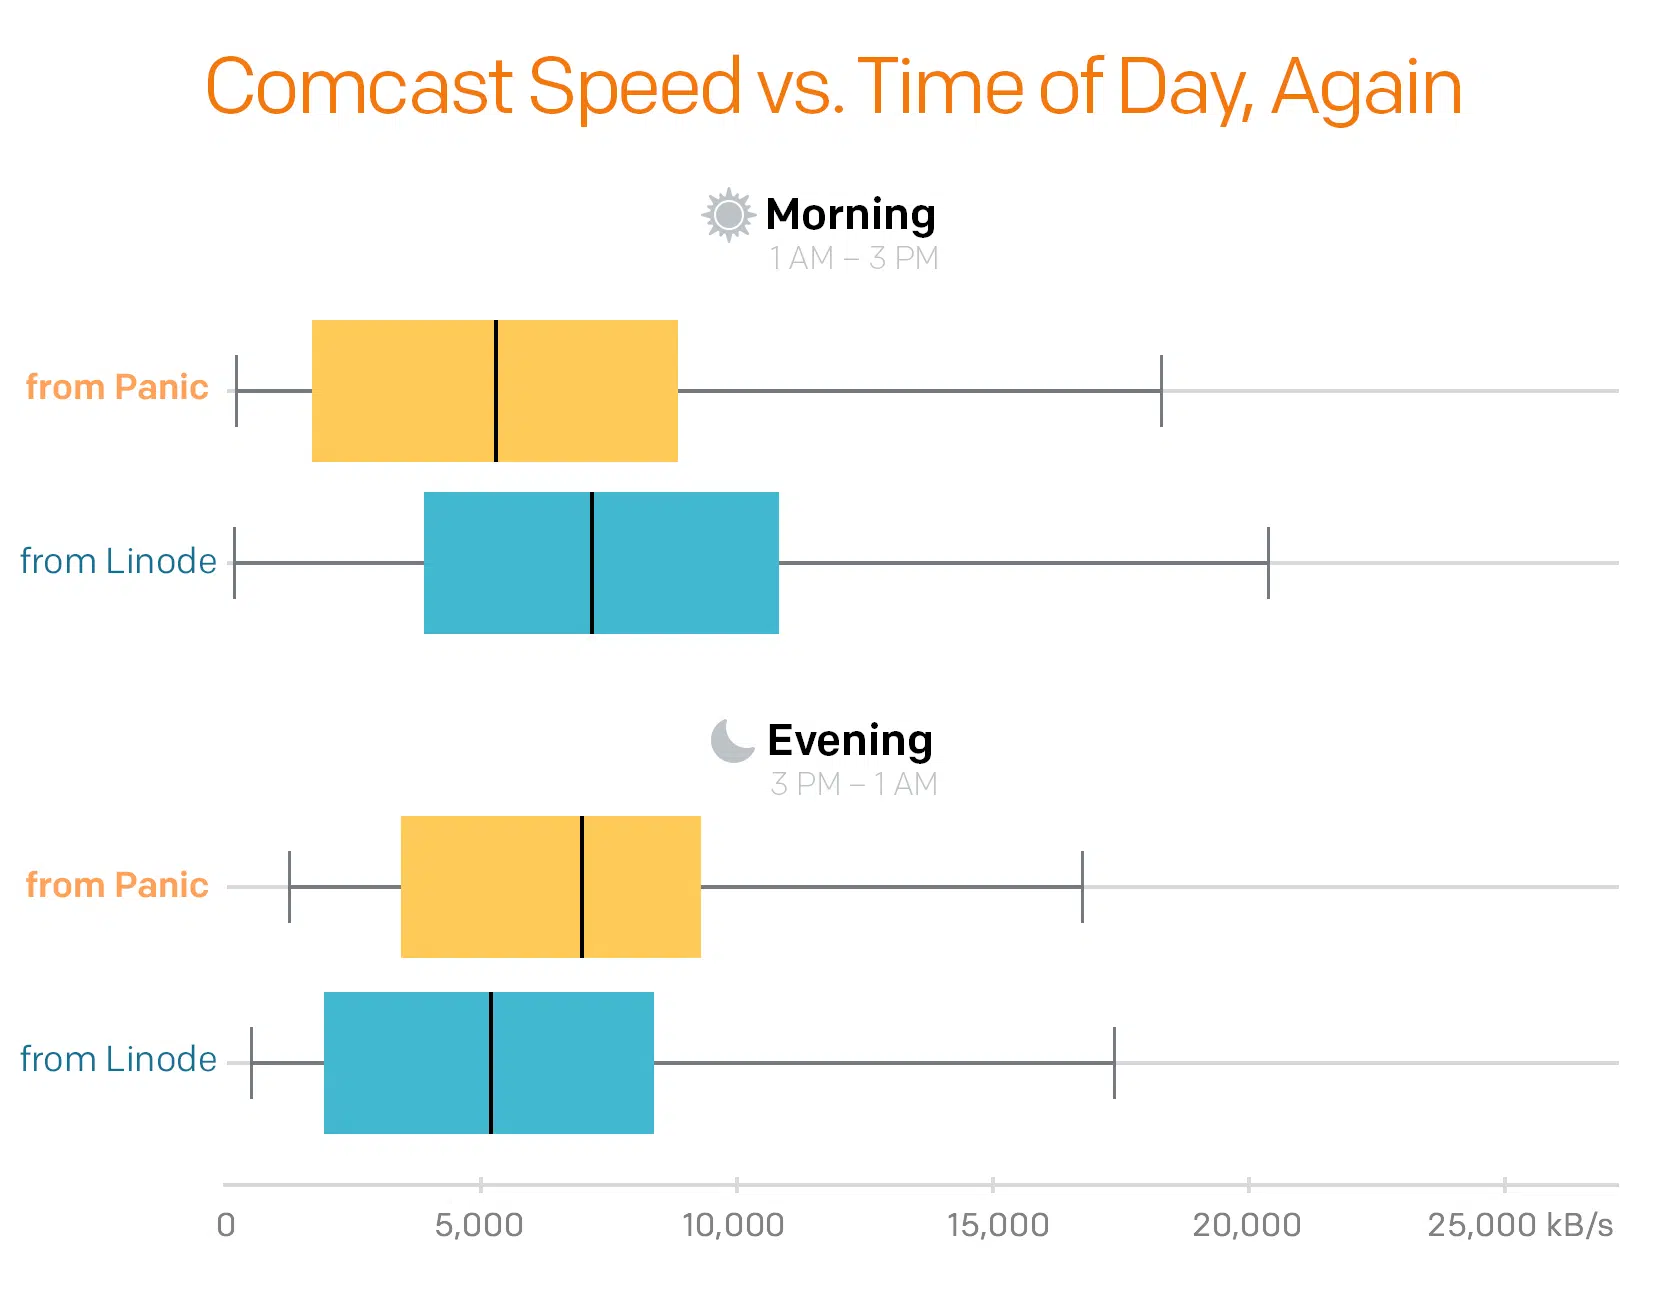 Comcast Speed vs. Time of Day, Again
Morning
1 AM – 3 PM
from Panic
from Linode
Evening
3 PM – 1 AM
from Panic
from Linode
0 5,000 10,000 15,000 20,000 25,000 kB/s